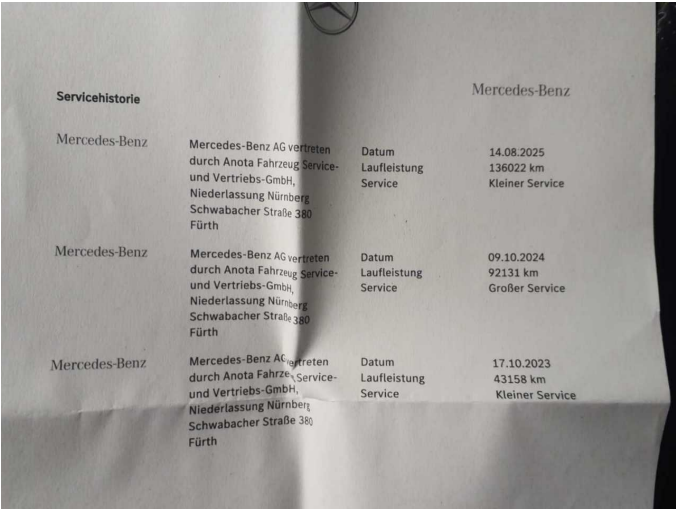 Mercedes-Benz
Servicehistorie
Mercedes-Benz
Mercedes-Benz AG vertreten
durch Anota Fahrzeug Service-
und Vertriebs-GmbH,
Niederlassung Nürnberg
Schwabacher Straße 380
Fürth
Datum 14.08.2025
Laufleistung 136022 km
Service Kleiner Service
Mercedes-Benz
Mercedes-Benz AG vertreten
durch Anota Fahrzeug Service-
und Vertriebs-GmbH,
Niederlassung Nürnberg
Schwabacher Straße 380
Fürth
Datum 09.10.2024
Laufleistung 92131 km
Service Großer Service
Mercedes-Benz
Mercedes-Benz AG vertreten
durch Anota Fahrzeug Service-
und Vertriebs-GmbH,
Niederlassung Nürnberg
Schwabacher Straße 380
Fürth
Datum 17.10.2023
Laufleistung 43158 km
Service Kleiner Service